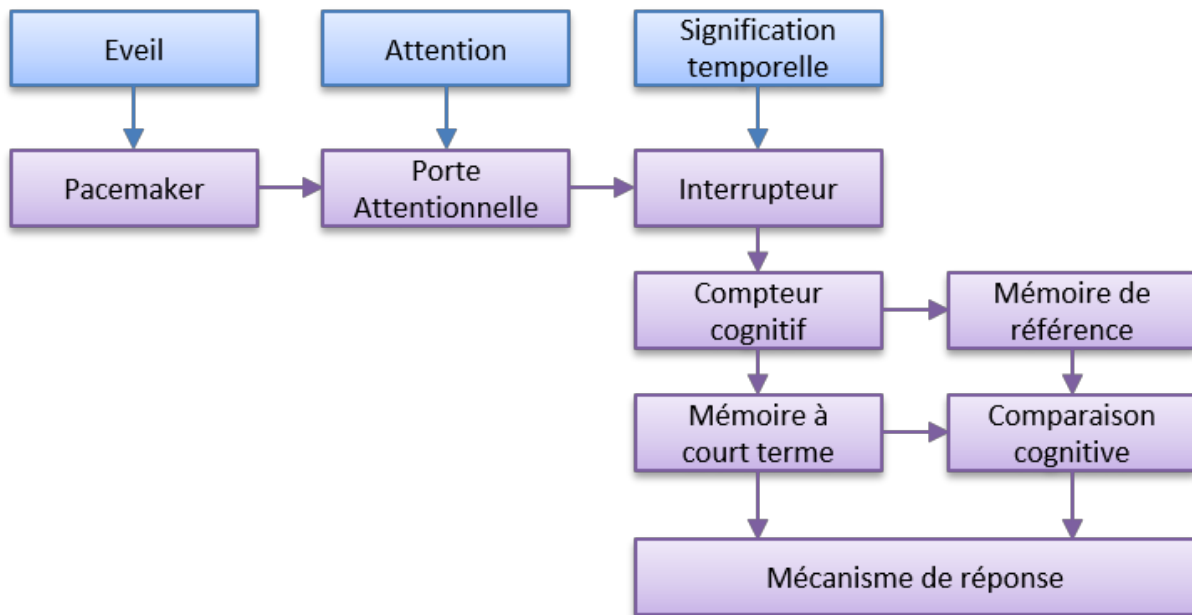 Eveil
Attention
Signification
temporelle
Pacemaker
Porte
Attentionnelle
Interrupteur
Compteur
cognitif
Mémoire de
référence
Mémoire à
court terme
Comparaison
cognitive
Mécanisme de réponse